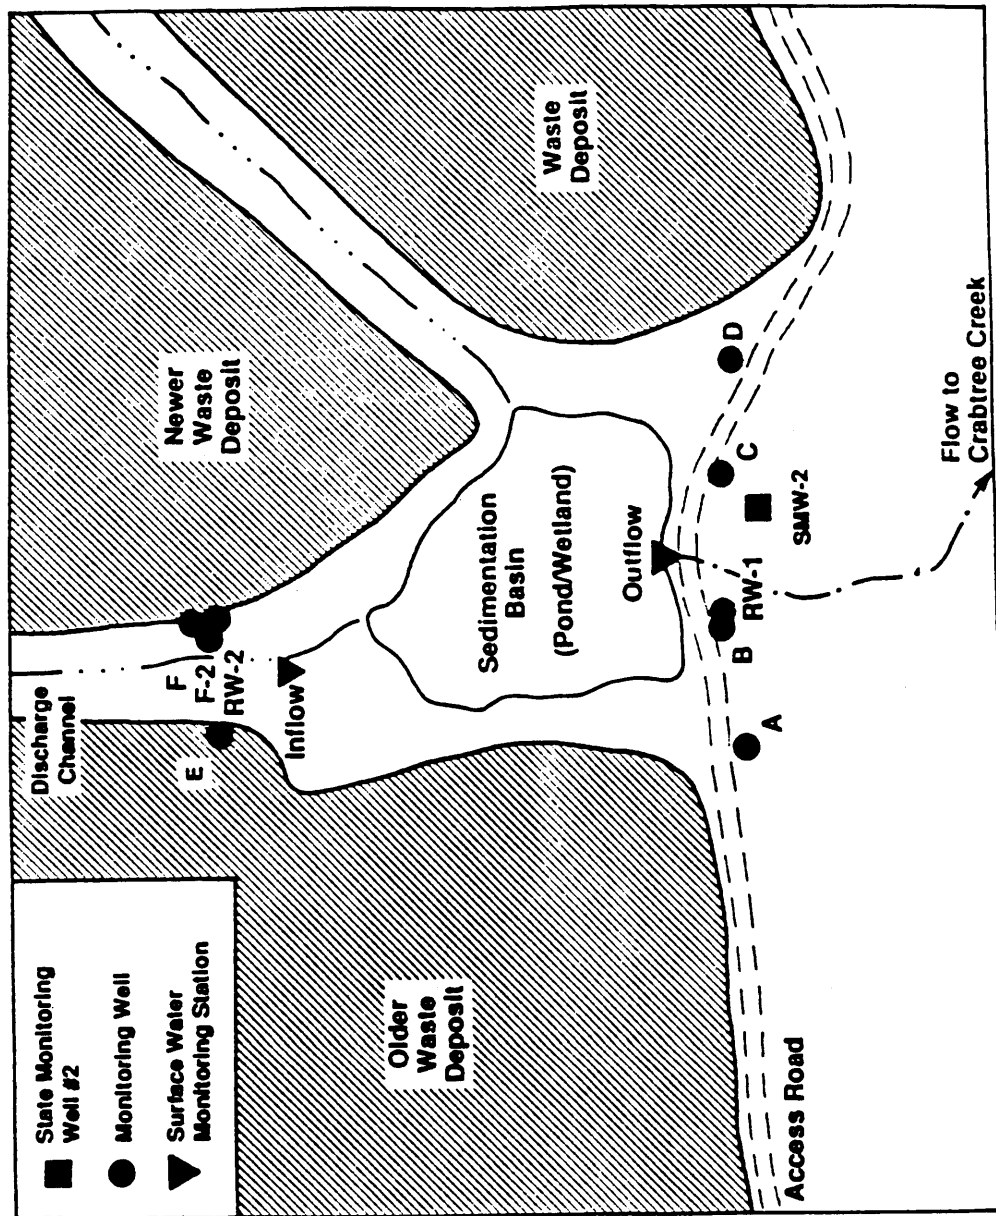 State Monitoring
Well #2
Monitoring Well
Surface Water
Monitoring Station
Discharge
Channel
E
F
F-2
RW-2
Inflow
Newer
Waste
Deposit
Waste
Deposit
Older
Waste
Deposit
Sedimentation
Basin
(Pond/Wetland)
Outflow
A
B
RW-1
C
D
SMW-2
Access Road
Flow to
Crabtree Creek